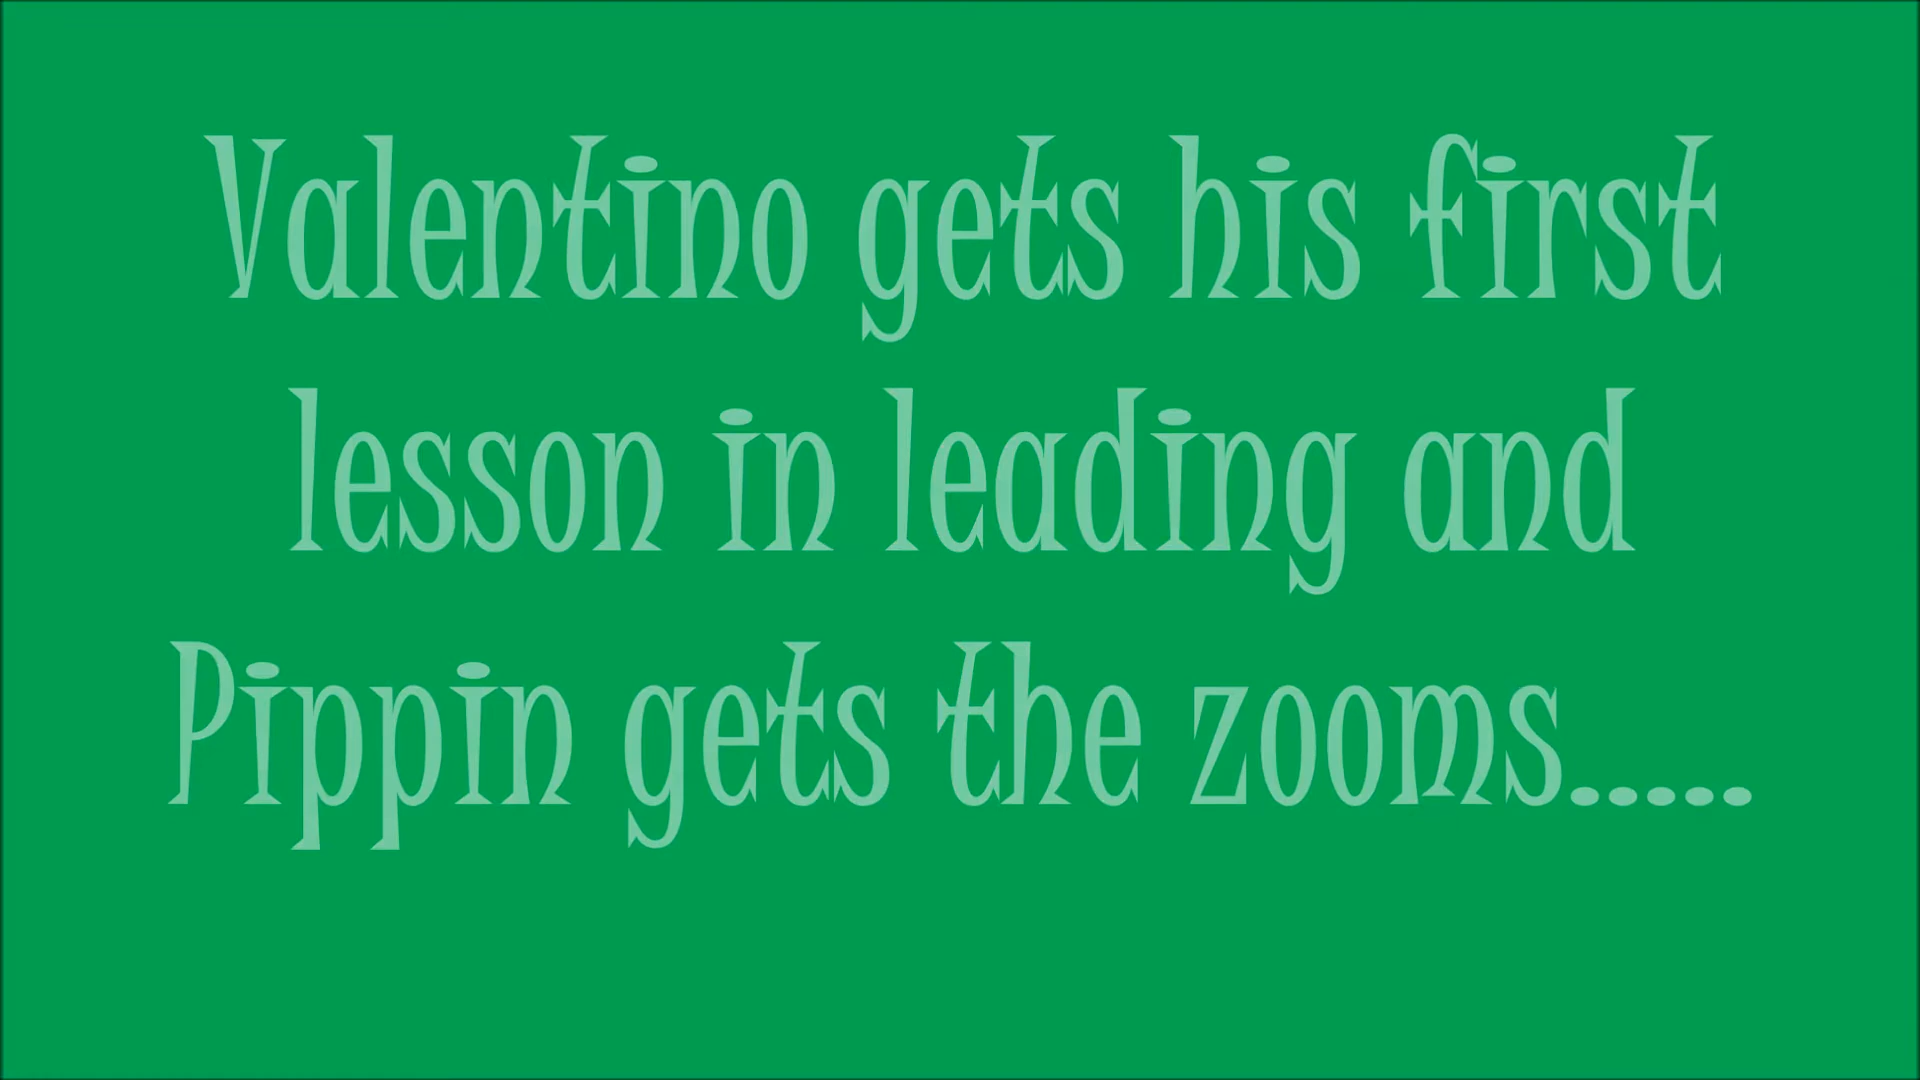 Valentino gets his first
lesson in leading and
Pippin gets the zooms.....